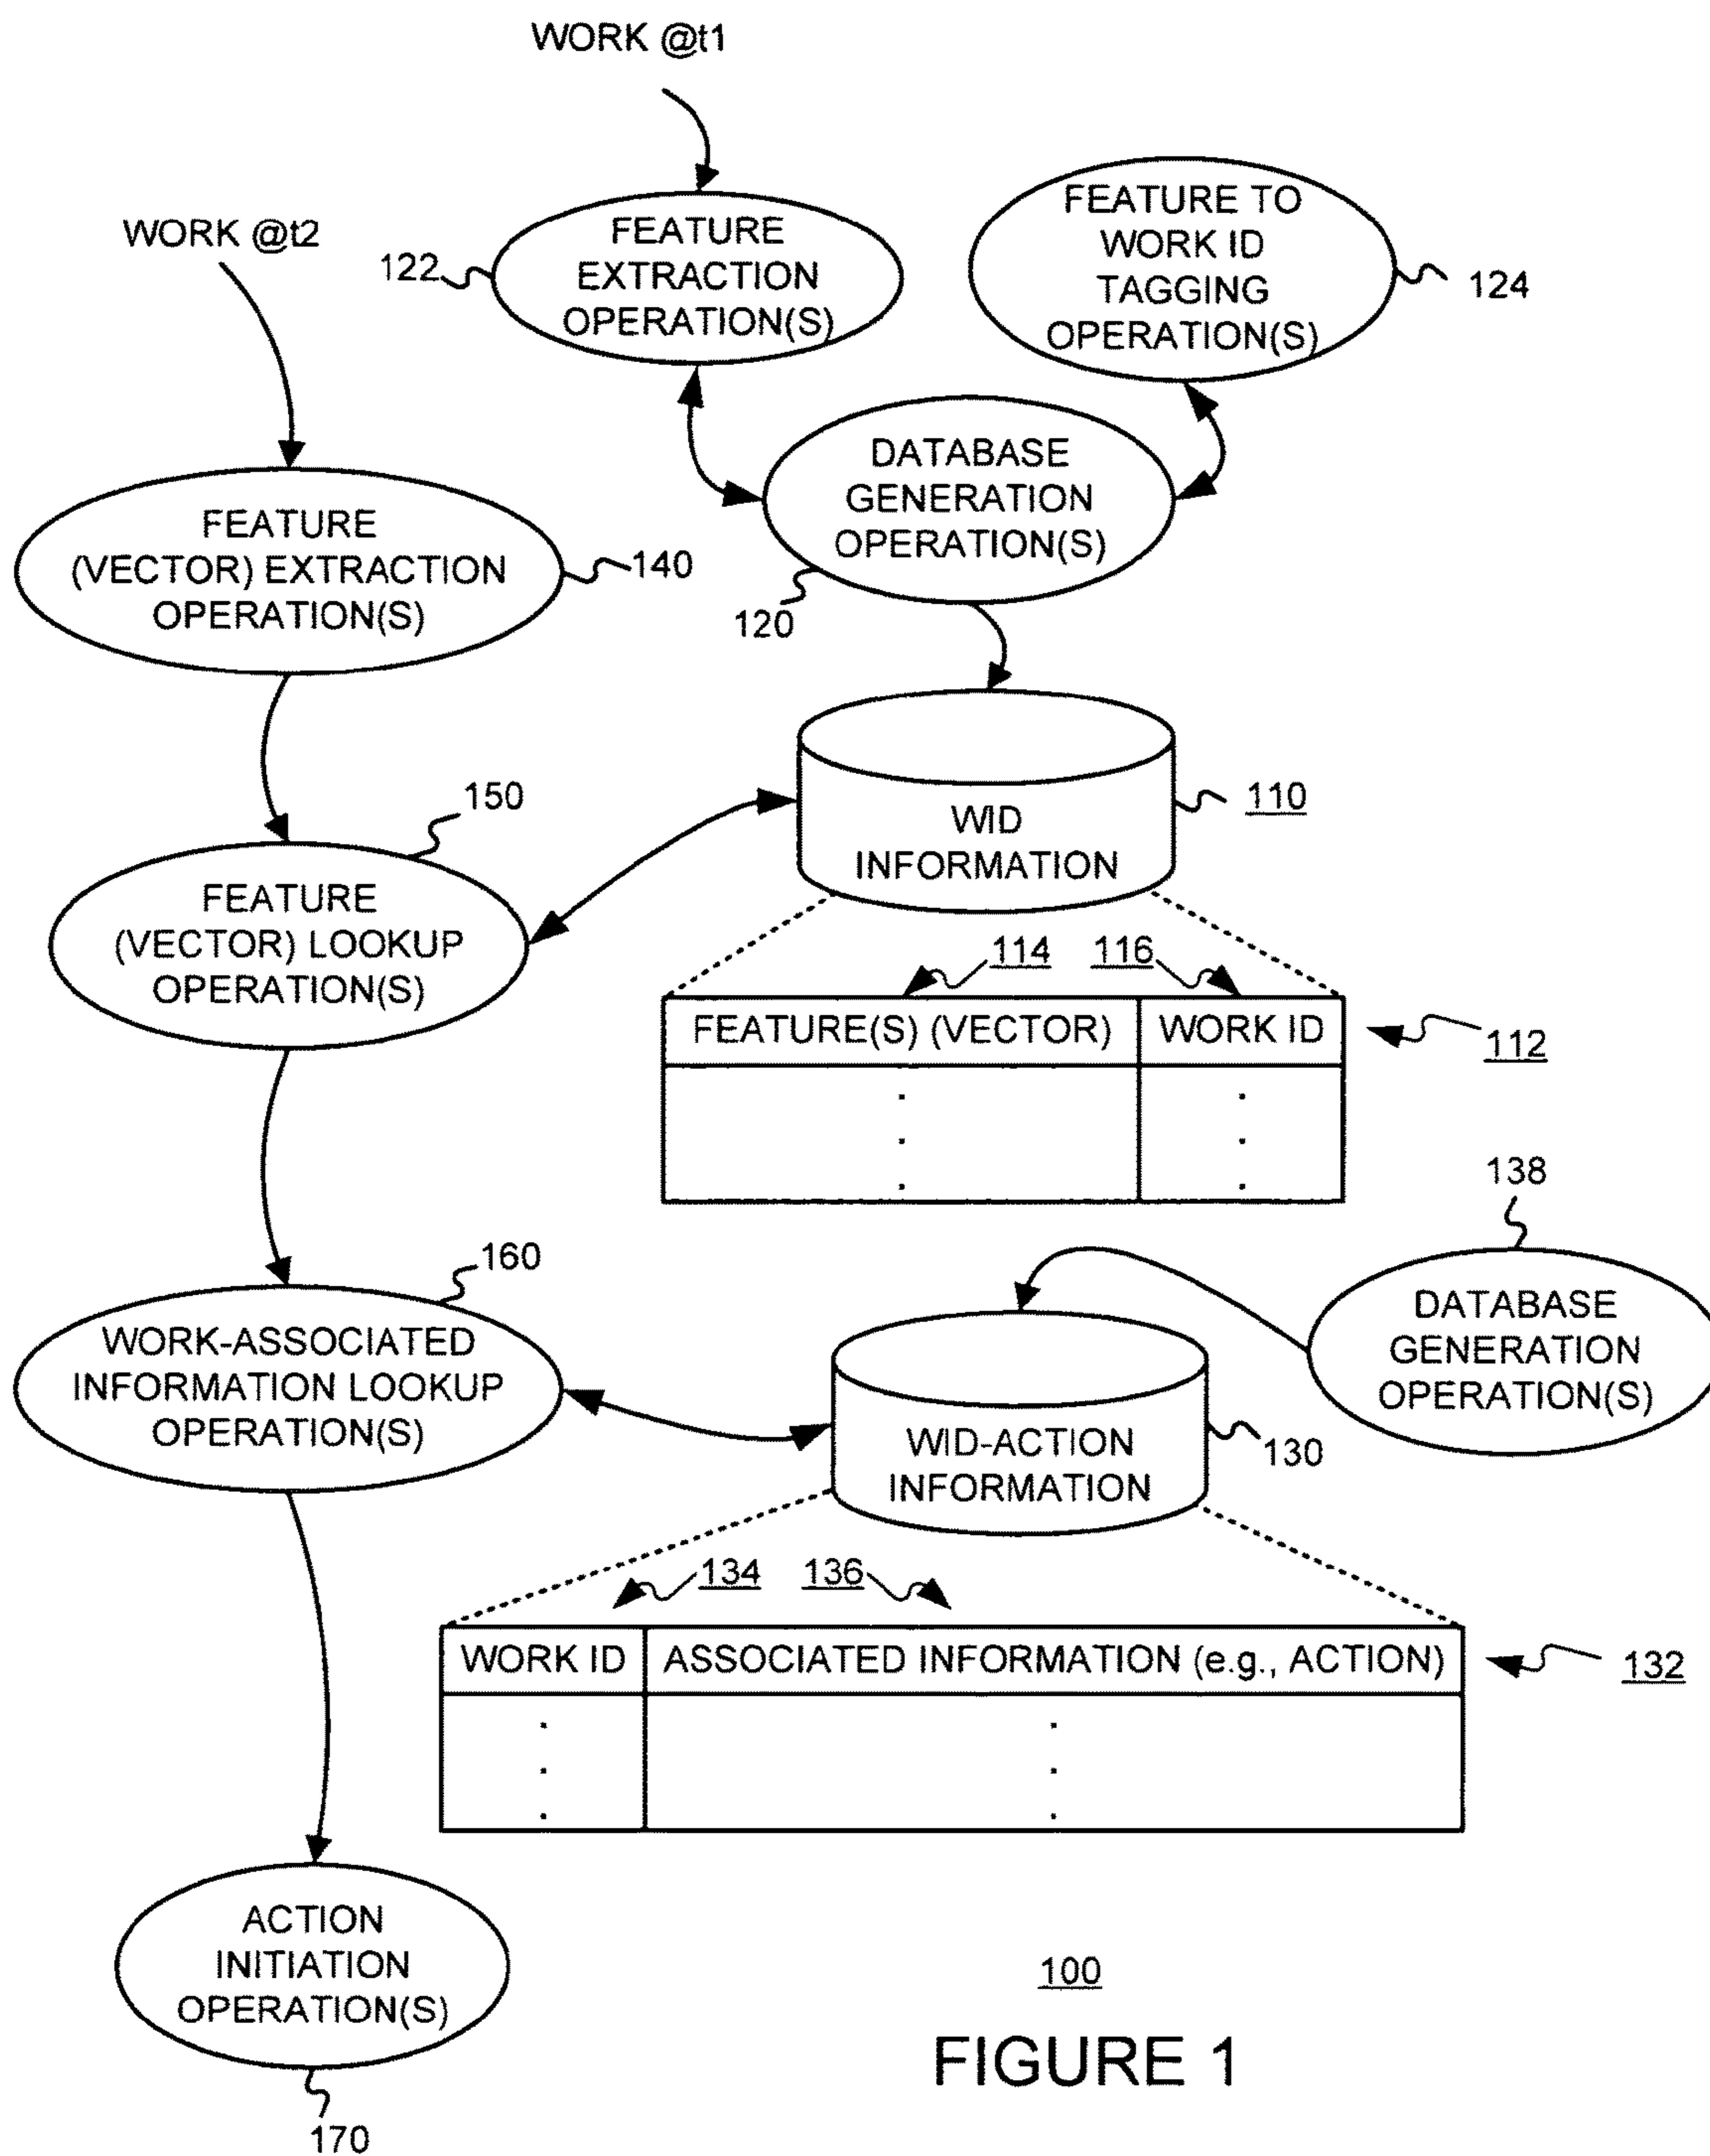 WORK @t1
WORK @t2
FEATURE
EXTRACTION
OPERATION(S)
122
FEATURE TO
WORK ID
TAGGING
OPERATION(S)
124
DATABASE
GENERATION
OPERATION(S)
120
FEATURE
(VECTOR) EXTRACTION
OPERATION(S)
140
WID
INFORMATION
110
150
FEATURE
(VECTOR) LOOKUP
OPERATION(S)
114 116
FEATURE(S) (VECTOR) WORK ID
112
. .
. .
. .
138
DATABASE
GENERATION
OPERATION(S)
160
WORK-ASSOCIATED
INFORMATION LOOKUP
OPERATION(S)
WID-ACTION
INFORMATION
130
134 136
WORK ID ASSOCIATED INFORMATION (e.g., ACTION)
132
. .
. .
. .
ACTION
INITIATION
OPERATION(S)
170
100
FIGURE 1